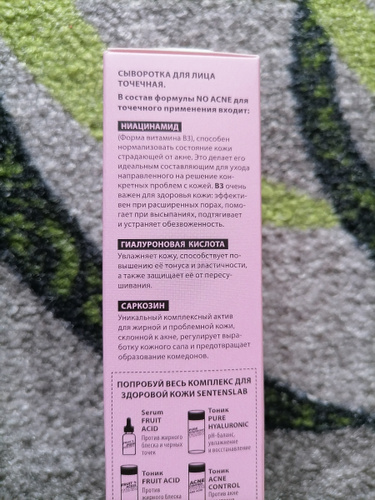 СЫВОРОТКА ДЛЯ ЛИЦА
ТОЧЕЧНАЯ.
В состав формулы NO ACNE для
точечного применения входит:
НИАЦИНАМИД
(Форма витамина В3), способен
нормализовать состояние кожи
страдающей от акне. Это делает его
идеальным составляющим для ухода
направленного на решение кон-
кретных проблем с кожей. В3 очень
важен для здоровья кожи: эффекти-
вен при расширенных порах, помо-
гает при высыпаниях, подтягивает
и устраняет обезвоженность.
ГИАЛУРОНОВАЯ КИСЛОТА
Увлажняет кожу, способствует по-
вышению её тонуса и эластичности,
а также защищает её от пересу-
шивания.
САРКОЗИН
Уникальный комплексный актив
для жирной и проблемной кожи,
склонной к акне, регулирует выра-
ботку кожного сала и предотвращает
образование комедонов.
ПОПРОБУЙ ВЕСЬ КОМПЛЕКС ДЛЯ
ЗДОРОВОЙ КОЖИ SENTENSLAB
Serum
FRUIT
ACID
Против жирного
блеска и черных
точек
Тоник
PURE
HYALURONIC
pH-баланс,
увлажнение
и восстановление
Тоник
FRUIT ACID
Против
жирного блеска
Тоник
ACNE
CONTROL
Против акне